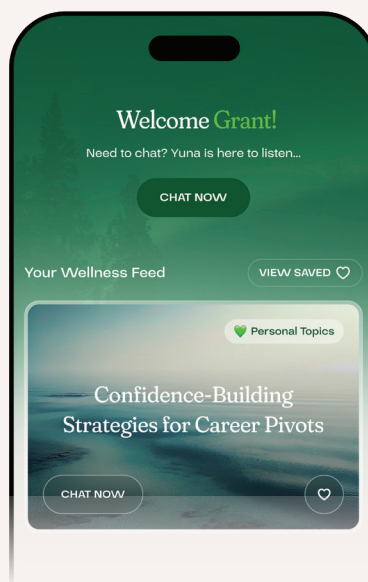 Welcome Grant!
Need to chat? Yuna is here to listen...
CHAT NOW
Your Wellness Feed
VIEW SAVED
Personal Topics
Confidence-Building
Strategies for Career Pivots
CHAT NOW